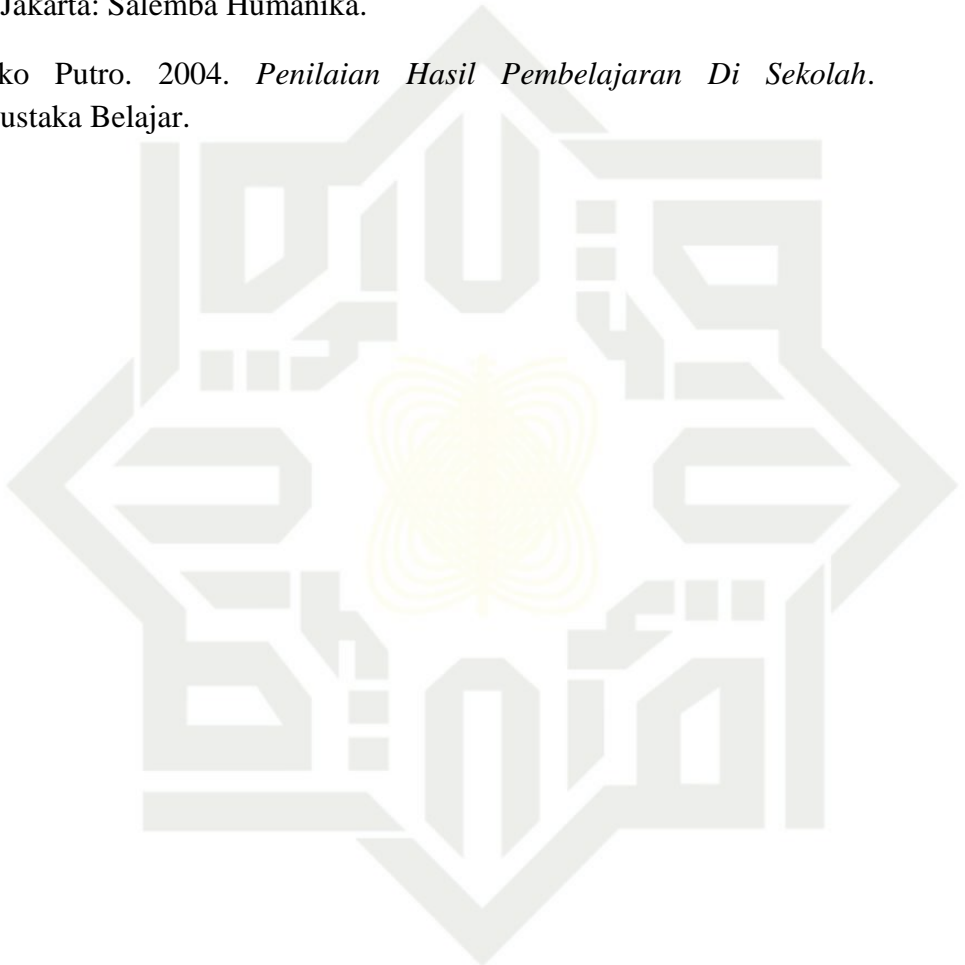 Jakarta: Salemba Humanika.
ko Putro. 2004. Penilaian Hasil Pembelajaran Di Sekolah.
ustaka Belajar.